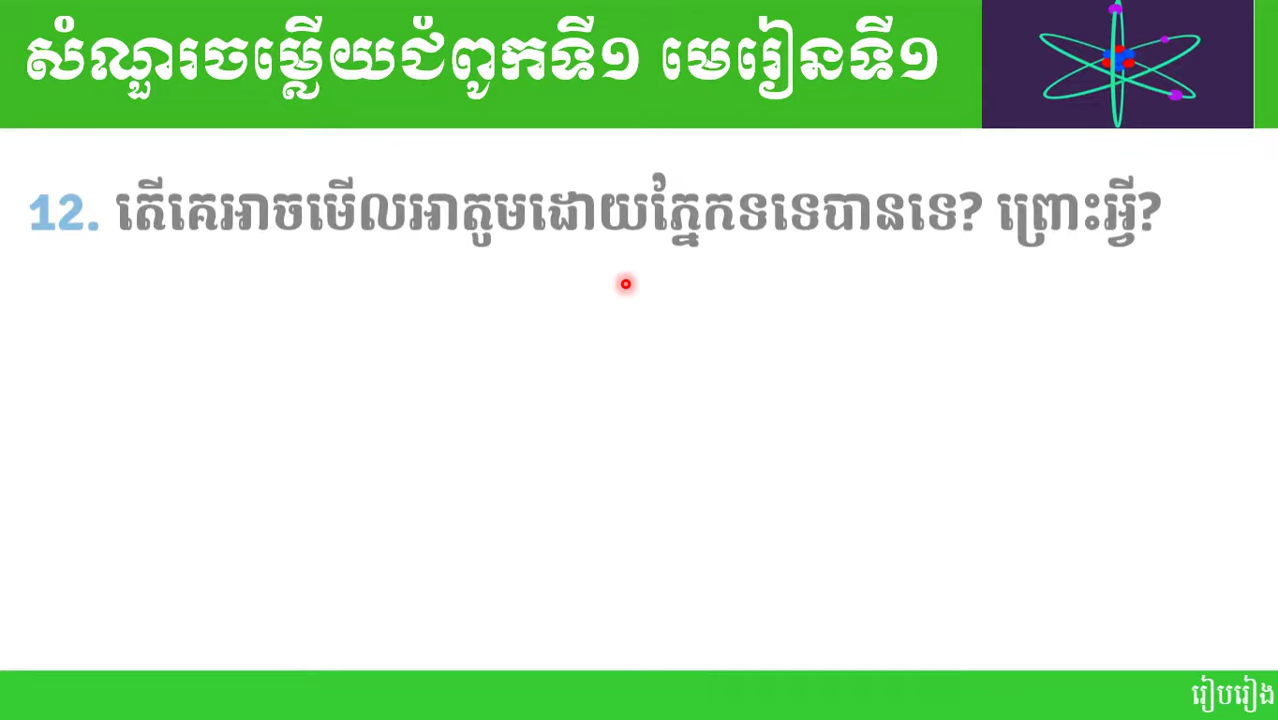 សំណួរចម្លើយជំពូកទី១ មេរៀនទី១
12. តើគេអាចមើលអាតូមដោយភ្នែកទទេបានទេ? ព្រោះអ្វី?
រៀបរៀង